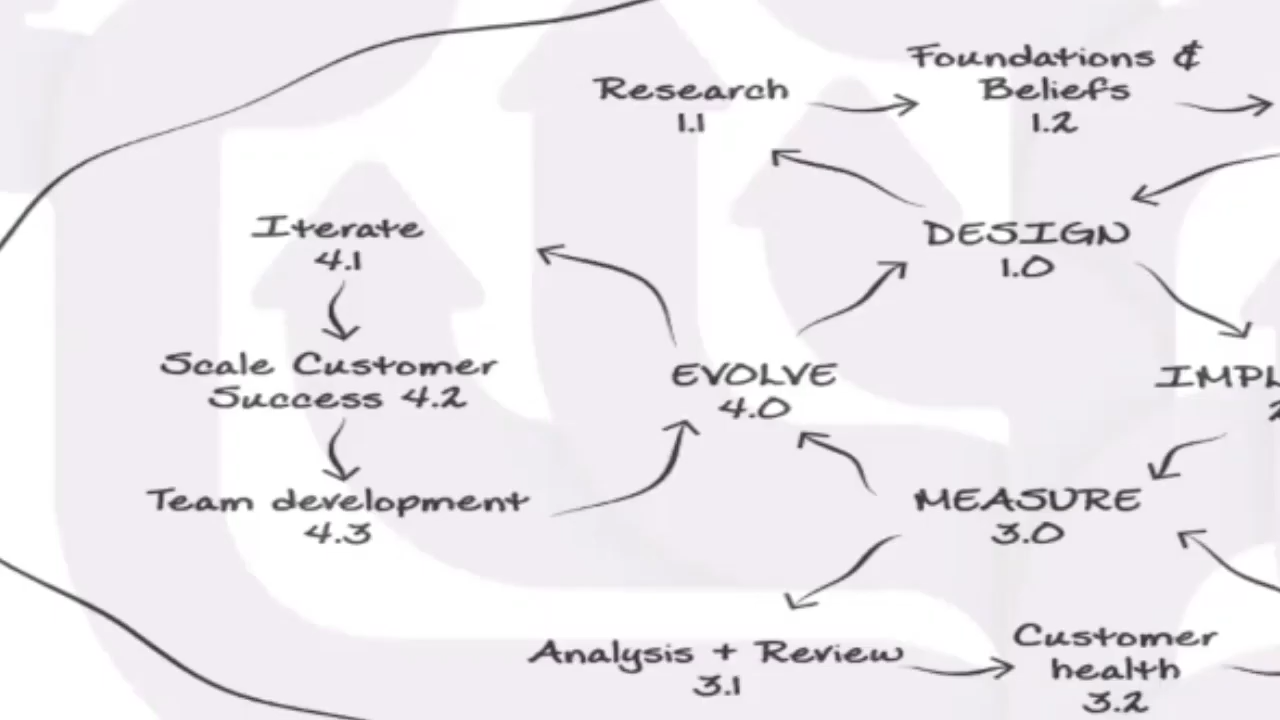 Foundations &
Research
Beliefs
1.1
1.2
Iterate
4.1
DESIGN
1.0
Scale Customer
Success 4.2
EVOLVE
4.0
Team development
4.3
MEASURE
3.0
Analysis + Review
3.1
Customer
health
3.2